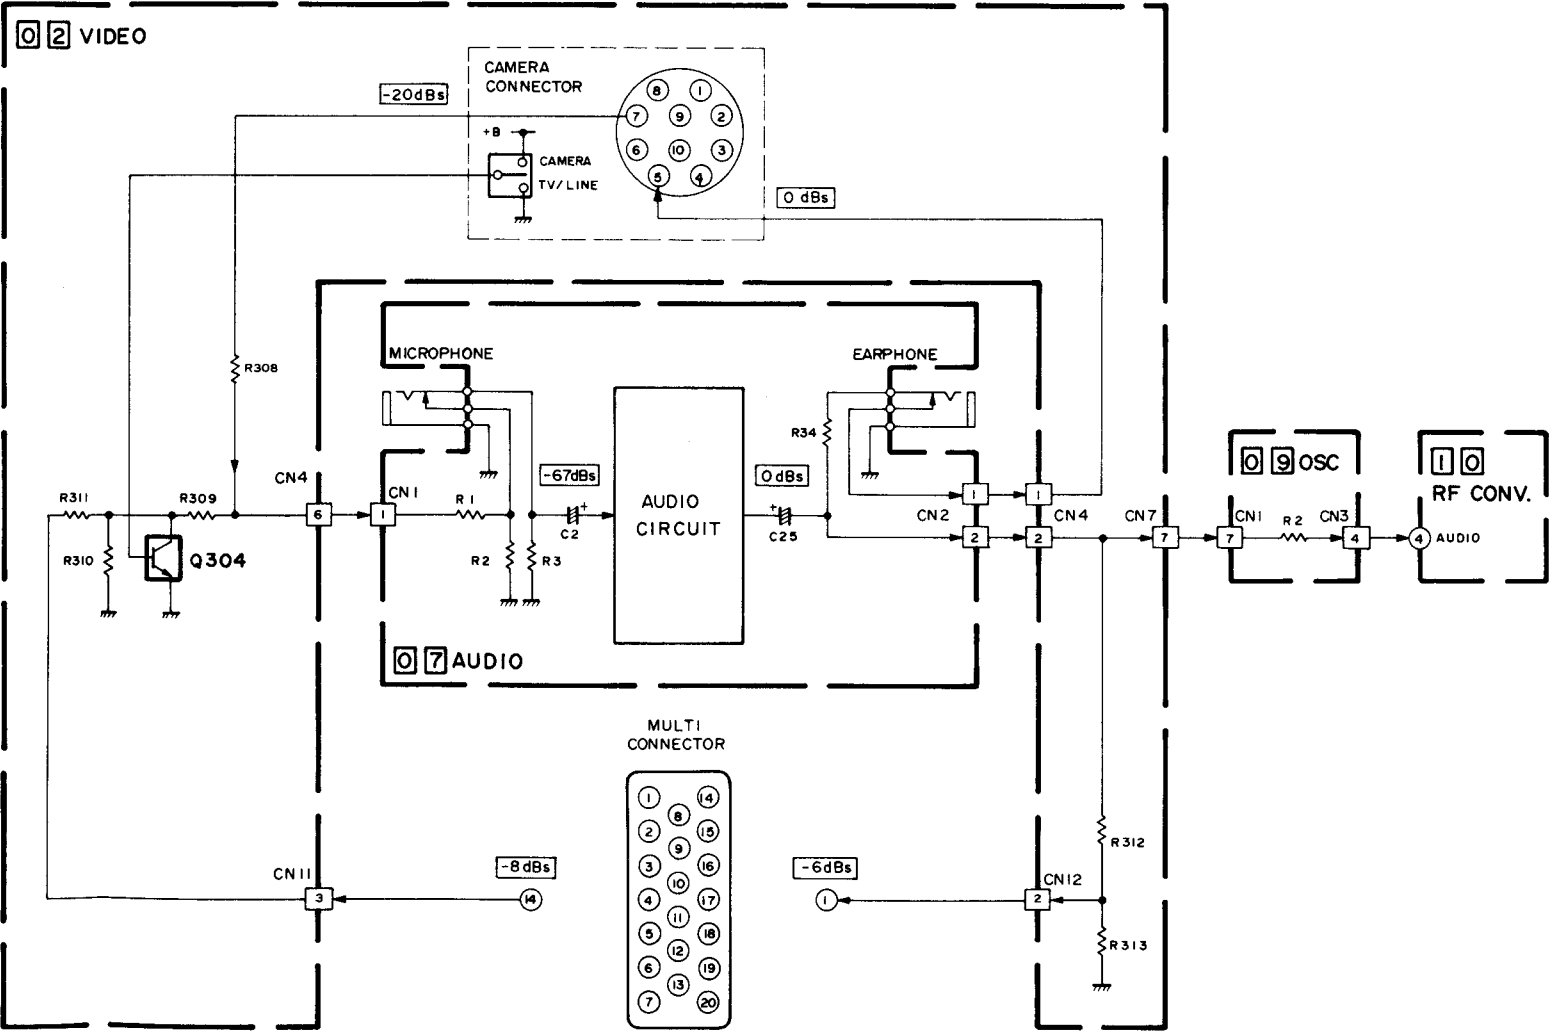 02 VIDEO
CAMERA
CONNECTOR
-20dBs
8
1
7
9
2
+B
6
10
3
CAMERA
TV/LINE
5
4
0 dBs
R308
MICROPHONE
EARPHONE
R34
CN4
CN1
R1
-67dBs
+
C2
AUDIO
CIRCUIT
0dBs
+
C25
R311
R309
6
1
R310
Q304
R2
R3
1
1
CN2
CN4
CN7
2
2
7
09 OSC
CN1
R2
CN3
7
4
10
RF CONV.
4
AUDIO
07 AUDIO
MULTI
CONNECTOR
1
14
8
2
15
9
3
16
10
4
17
11
5
18
12
6
19
13
7
20
CN11
3
-8dBs
14
-6dBs
1
CN12
2
R312
R313